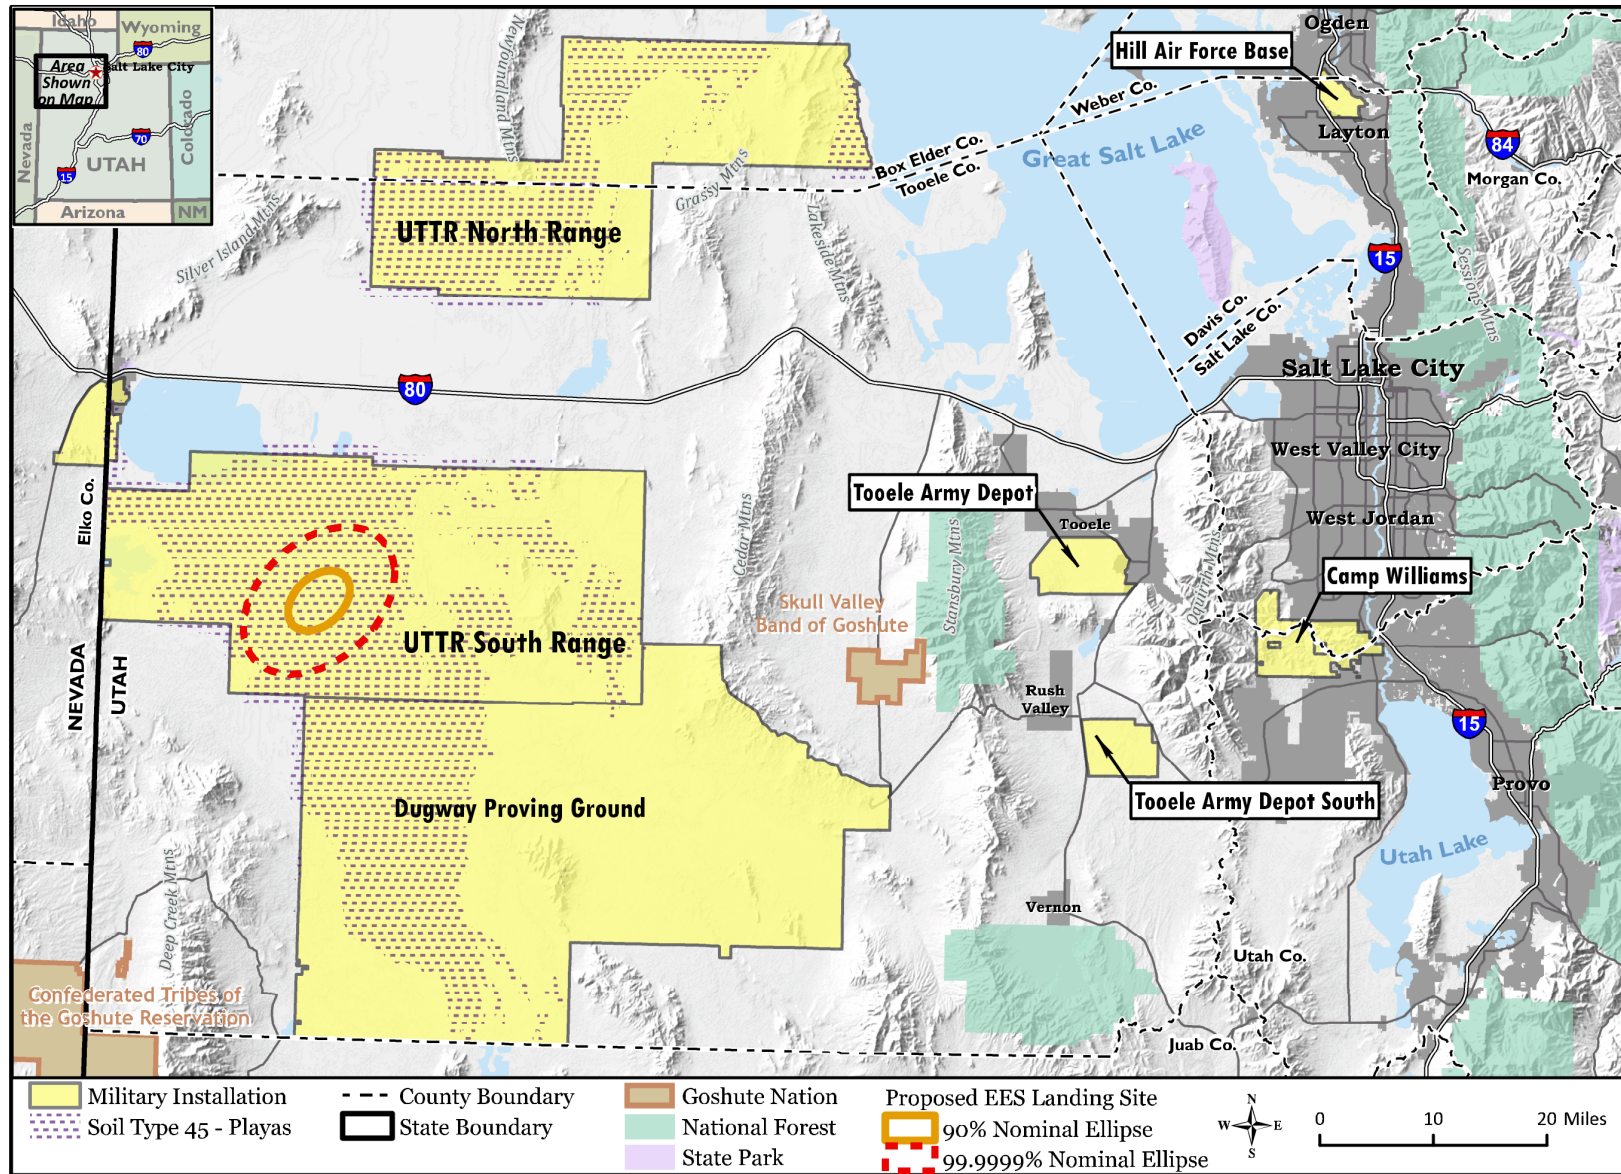 Idaho
Wyoming
80
Area
Shown
on Map
Salt Lake City
Nevada
Colorado
70
UTAH
15
Arizona
NM
Newfoundland Mtns
Ogden
Hill Air Force Base
Weber Co.
Layton
Great Salt Lake
84
Box Elder Co.
Tooele Co.
Morgan Co.
Grassy Mtns
UTTR North Range
Silver Island Mtns
Lakeside Mtns
15
Sessions Mtns
Davis Co.
Salt Lake Co.
Salt Lake City
80
West Valley City
Tooele Army Depot
Elko Co.
Cedar Mtns
Stansbury Mtns
Tooele
West Jordan
Oquirrh Mtns
Camp Williams
Skull Valley
Band of Goshute
UTTR South Range
NEVADA
UTAH
Rush
Valley
15
Provo
Tooele Army Depot South
Dugway Proving Ground
Utah Lake
Deep Creek Mtns
Vernon
Utah Co.
Confederated Tribes of
the Goshute Reservation
Juab Co.
Military Installation
Soil Type 45 - Playas
County Boundary
State Boundary
Goshute Nation
National Forest
State Park
Proposed EES Landing Site
90% Nominal Ellipse
99.9999% Nominal Ellipse
N
W
E
S
0 10 20 Miles